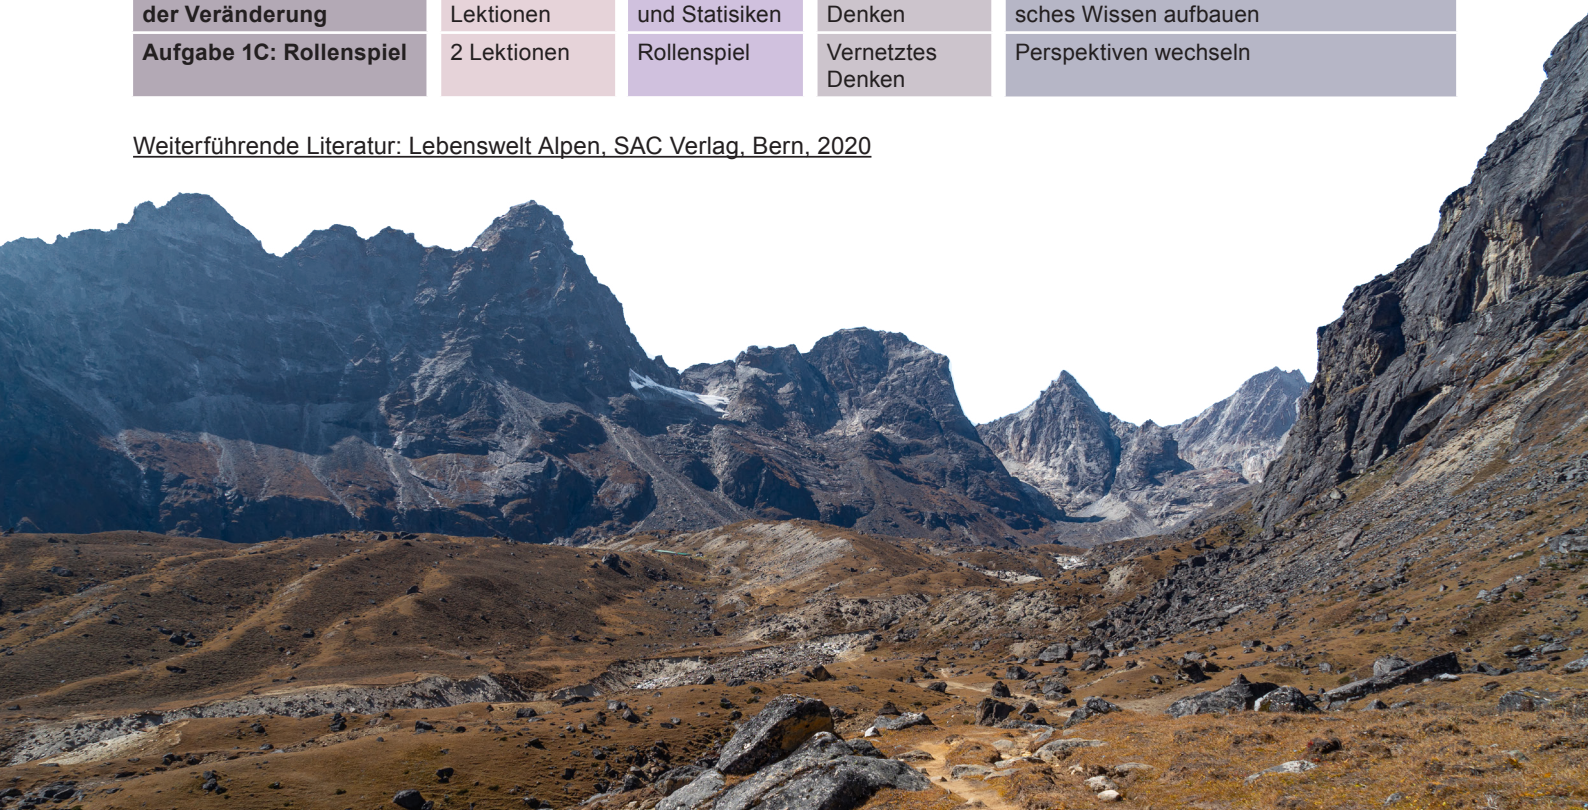 der Veränderung Lektionen und Statisiken Denken sches Wissen aufbauen
Aufgabe 1C: Rollenspiel 2 Lektionen Rollenspiel Vernetztes Perspektiven wechseln
Denken
Weiterführende Literatur: Lebenswelt Alpen, SAC Verlag, Bern, 2020